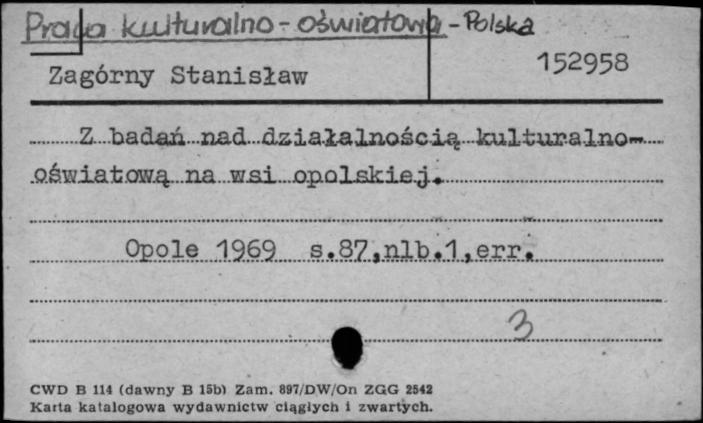 Praca kulturalno-oświatowa - Polska
Zagórny Stanisław
152958
Z badań nad działalnością kulturalno-
oświatową na wsi opolskiej.
Opole 1969 s.87,nlb.1,err.
3
CWD B 114 (dawny B 15b) Zam. 897/DW/On ZGG 2542
Karta katalogowa wydawnictw ciągłych i zwartych.